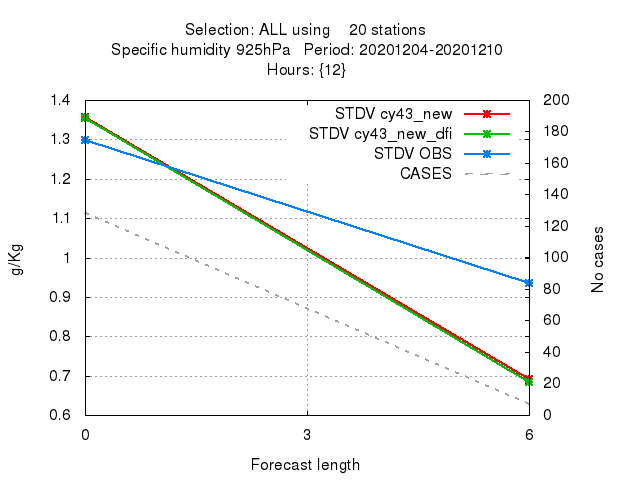 Selection: ALL using 20 stations
Specific humidity 925hPa Period: 20201204-20201210
Hours: {12}
STDV cy43_new
STDV cy43_new_dfi
STDV OBS
CASES
1.4
1.3
1.2
1.1
1
0.9
0.8
0.7
0.6
g/Kg
200
180
160
140
120
100
80
60
40
20
0
No cases
0 3 6
Forecast length